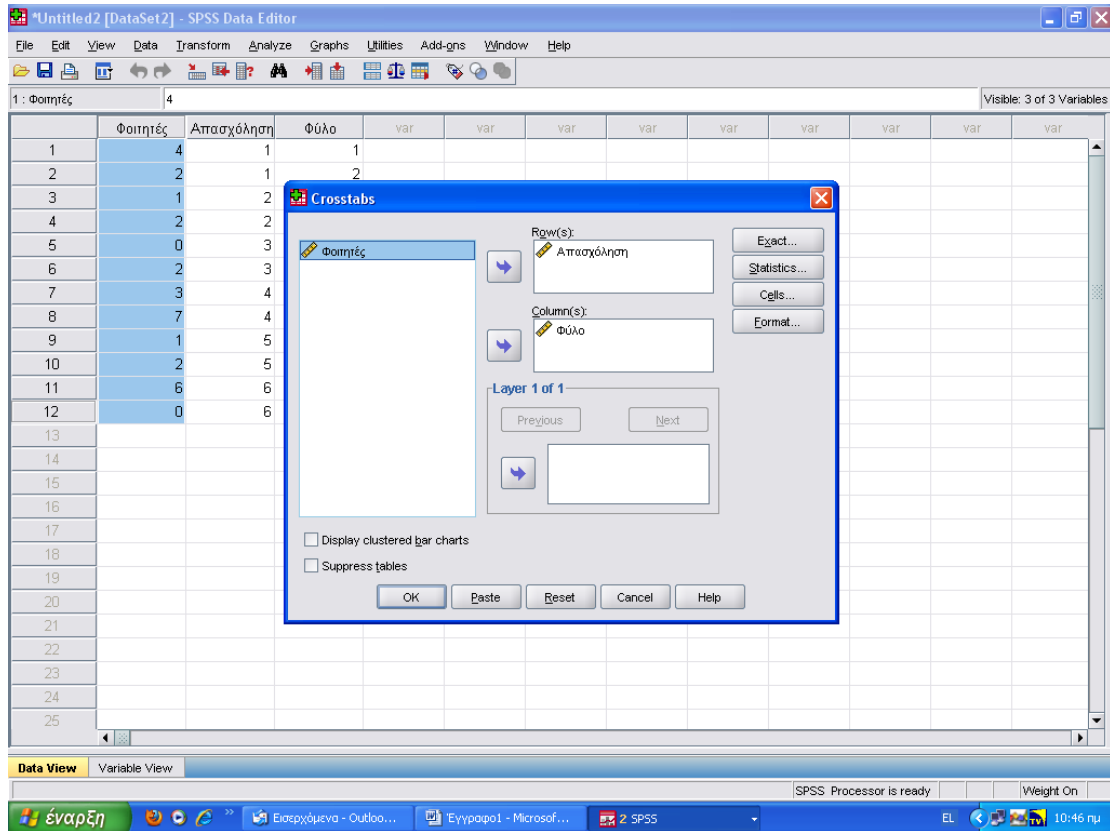 *Untitled2 [DataSet2] - SPSS Data Editor
File Edit View Data Transform Analyze Graphs Utilities Add-ons Window Help
1 : Φοιτητές 4 Visible: 3 of 3 Variables
Φοιτητές Απασχόληση Φύλο var var var var var var var var var
1 4 1 1
2 2 1 2
3 1 2
4 2 2
5 0 3
6 2 3
7 3 4
8 7 4
9 1 5
10 2 5
11 6 6
12 0 6
13
14
15
16
17
18
19
20
21
22
23
24
25
Crosstabs
Φοιτητές
Row(s):
Απασχόληση
Column(s):
Φύλο
Layer 1 of 1
Previous Next
Exact...
Statistics...
Cells...
Format...
Display clustered bar charts
Suppress tables
OK Paste Reset Cancel Help
Data View Variable View
SPSS Processor is ready Weight On
έναρξη » Εισερχόμενα - Outloo... Έγγραφο1 - Microsof... 2 SPSS EL 10:46 πμ